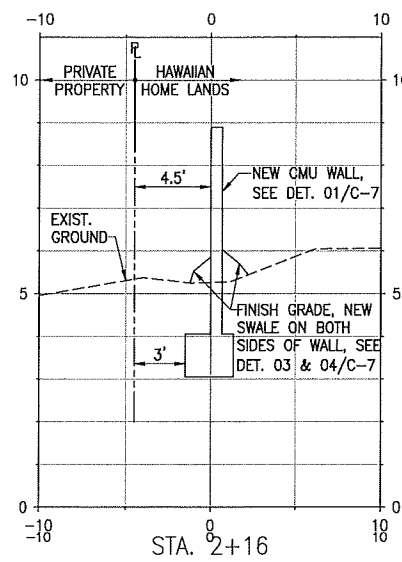 -10 0 10
PL
PRIVATE PROPERTY
HAWAIIAN HOME LANDS
10 10
4.5'
NEW CMU WALL,
SEE DET. 01/C-7
EXIST.
GROUND
5 5
FINISH GRADE, NEW
SWALE ON BOTH
SIDES OF WALL, SEE
DET. 03 & 04/C-7
3'
0 0
-10 0 10
-10 0 10
STA. 2+16